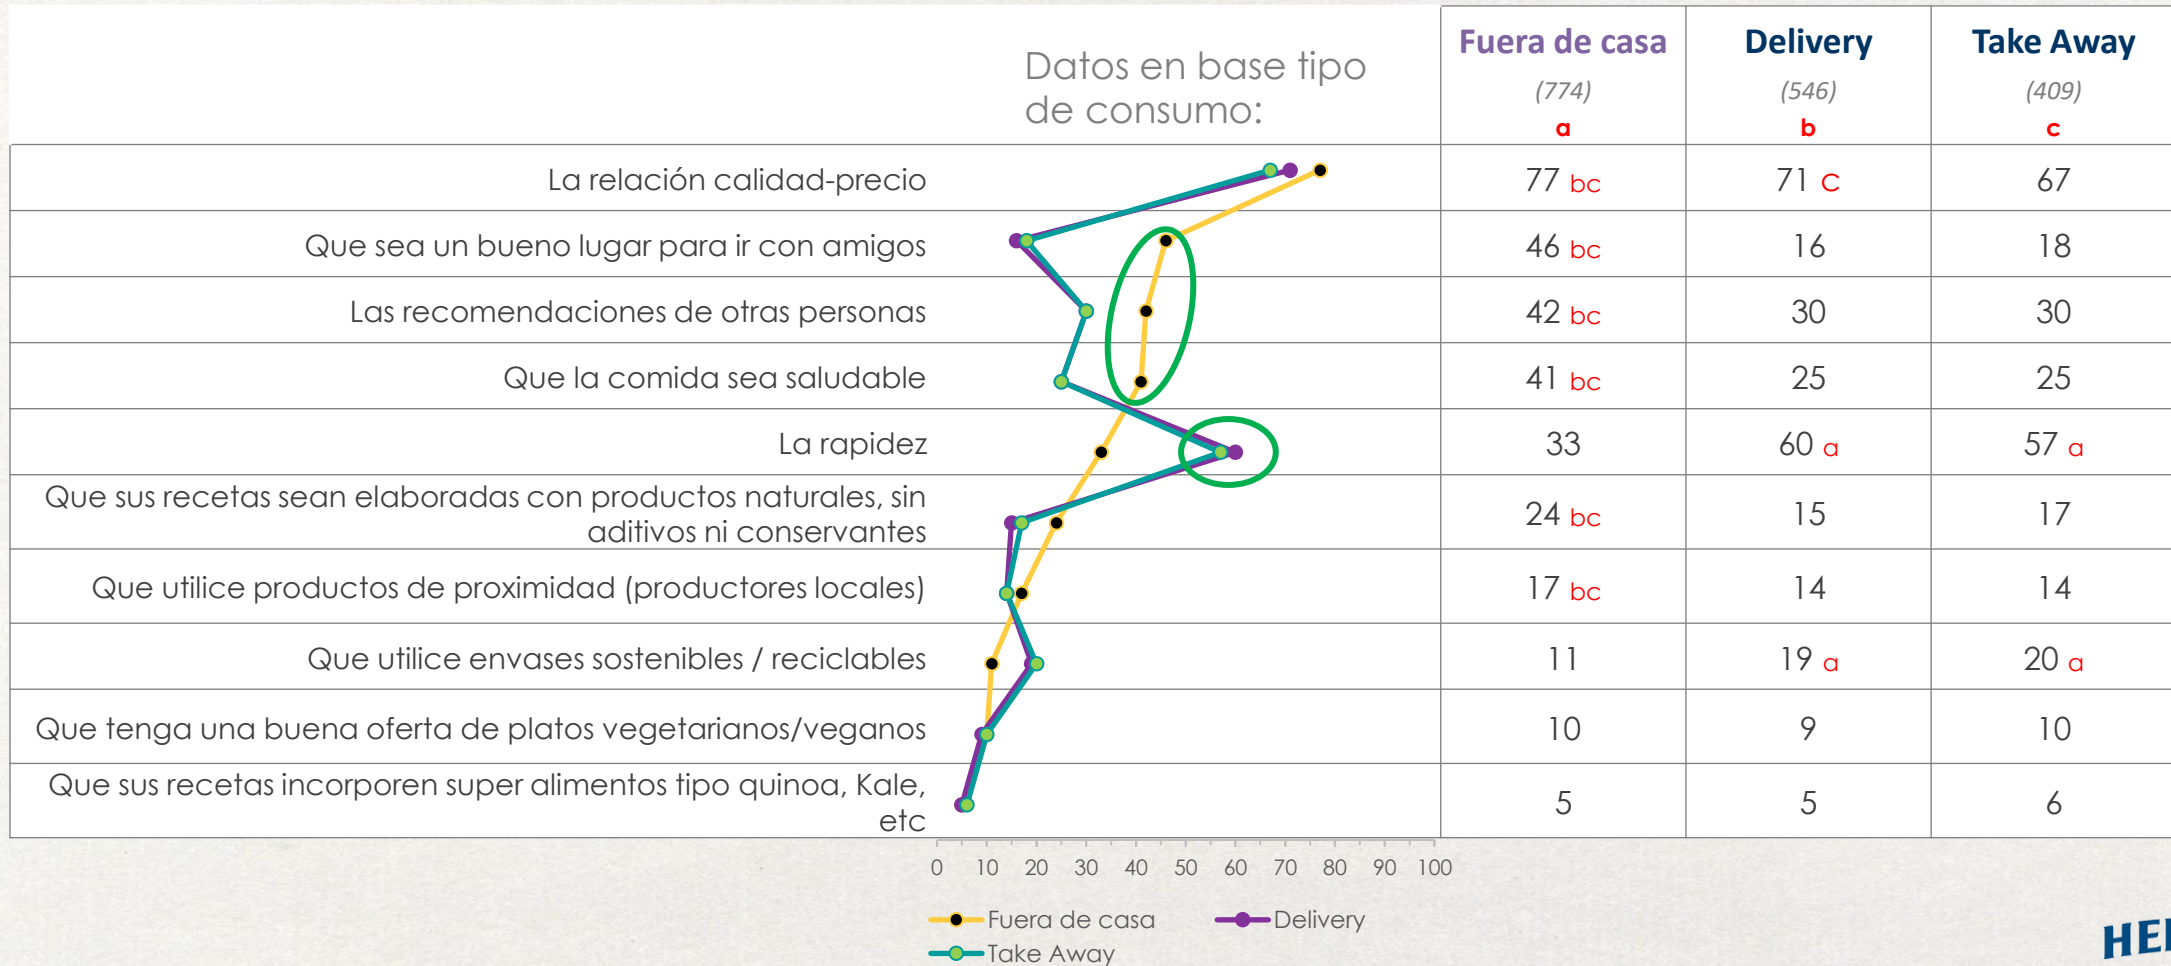 Datos en base tipo
de consumo:
Fuera de casa
(774)
a
Delivery
(546)
b
Take Away
(409)
c
La relación calidad-precio
77 bc
71 C
67
Que sea un bueno lugar para ir con amigos
46 bc
16
18
Las recomendaciones de otras personas
42 bc
30
30
Que la comida sea saludable
41 bc
25
25
La rapidez
33
60 a
57 a
Que sus recetas sean elaboradas con productos naturales, sin
aditivos ni conservantes
24 bc
15
17
Que utilice productos de proximidad (productores locales)
17 bc
14
14
Que utilice envases sostenibles / reciclables
11
19 a
20 a
Que tenga una buena oferta de platos vegetarianos/veganos
10
9
10
Que sus recetas incorporen super alimentos tipo quinoa, Kale,
etc
5
5
6
0 10 20 30 40 50 60 70 80 90 100
Fuera de casa
Delivery
Take Away